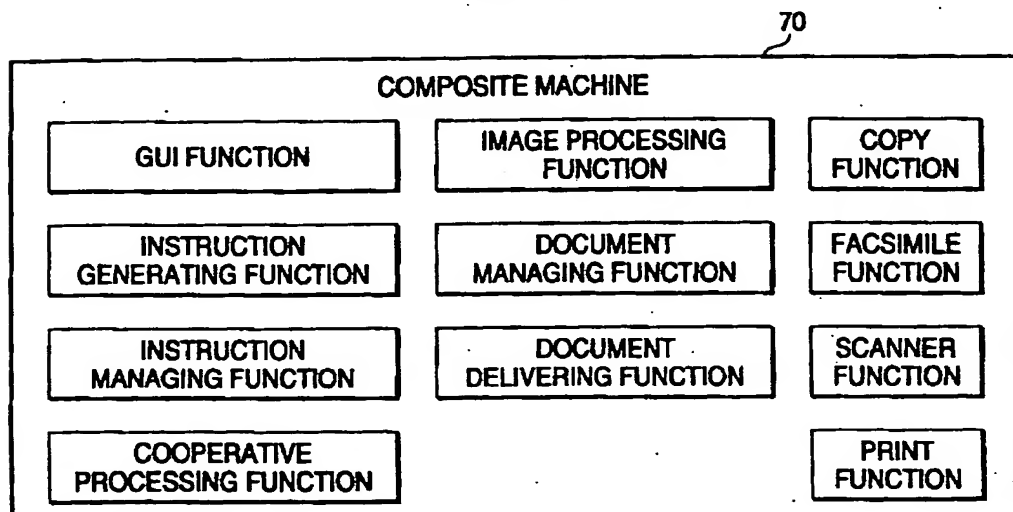 70
COMPOSITE MACHINE
GUI FUNCTION
IMAGE PROCESSING
FUNCTION
COPY
FUNCTION
INSTRUCTION
GENERATING FUNCTION
DOCUMENT
MANAGING FUNCTION
FACSIMILE
FUNCTION
INSTRUCTION
MANAGING FUNCTION
DOCUMENT
DELIVERING FUNCTION
SCANNER
FUNCTION
COOPERATIVE
PROCESSING FUNCTION
PRINT
FUNCTION